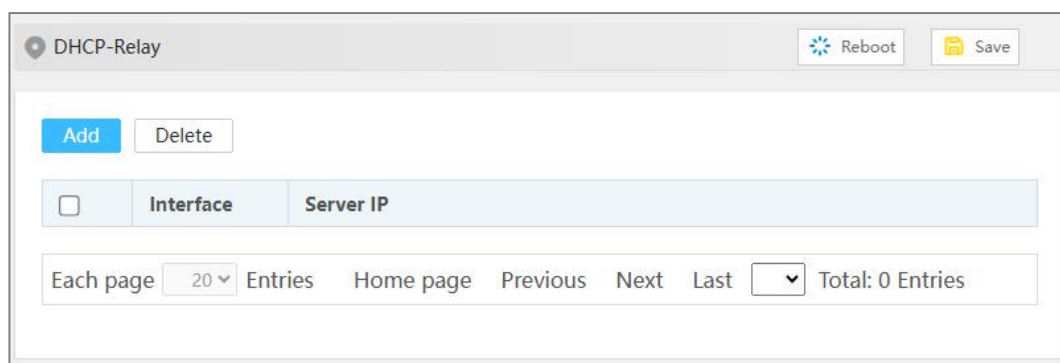 DHCP-Relay Reboot Save
Add Delete
Interface Server IP
Each page 20 Entries Home page Previous Next Last Total: 0 Entries